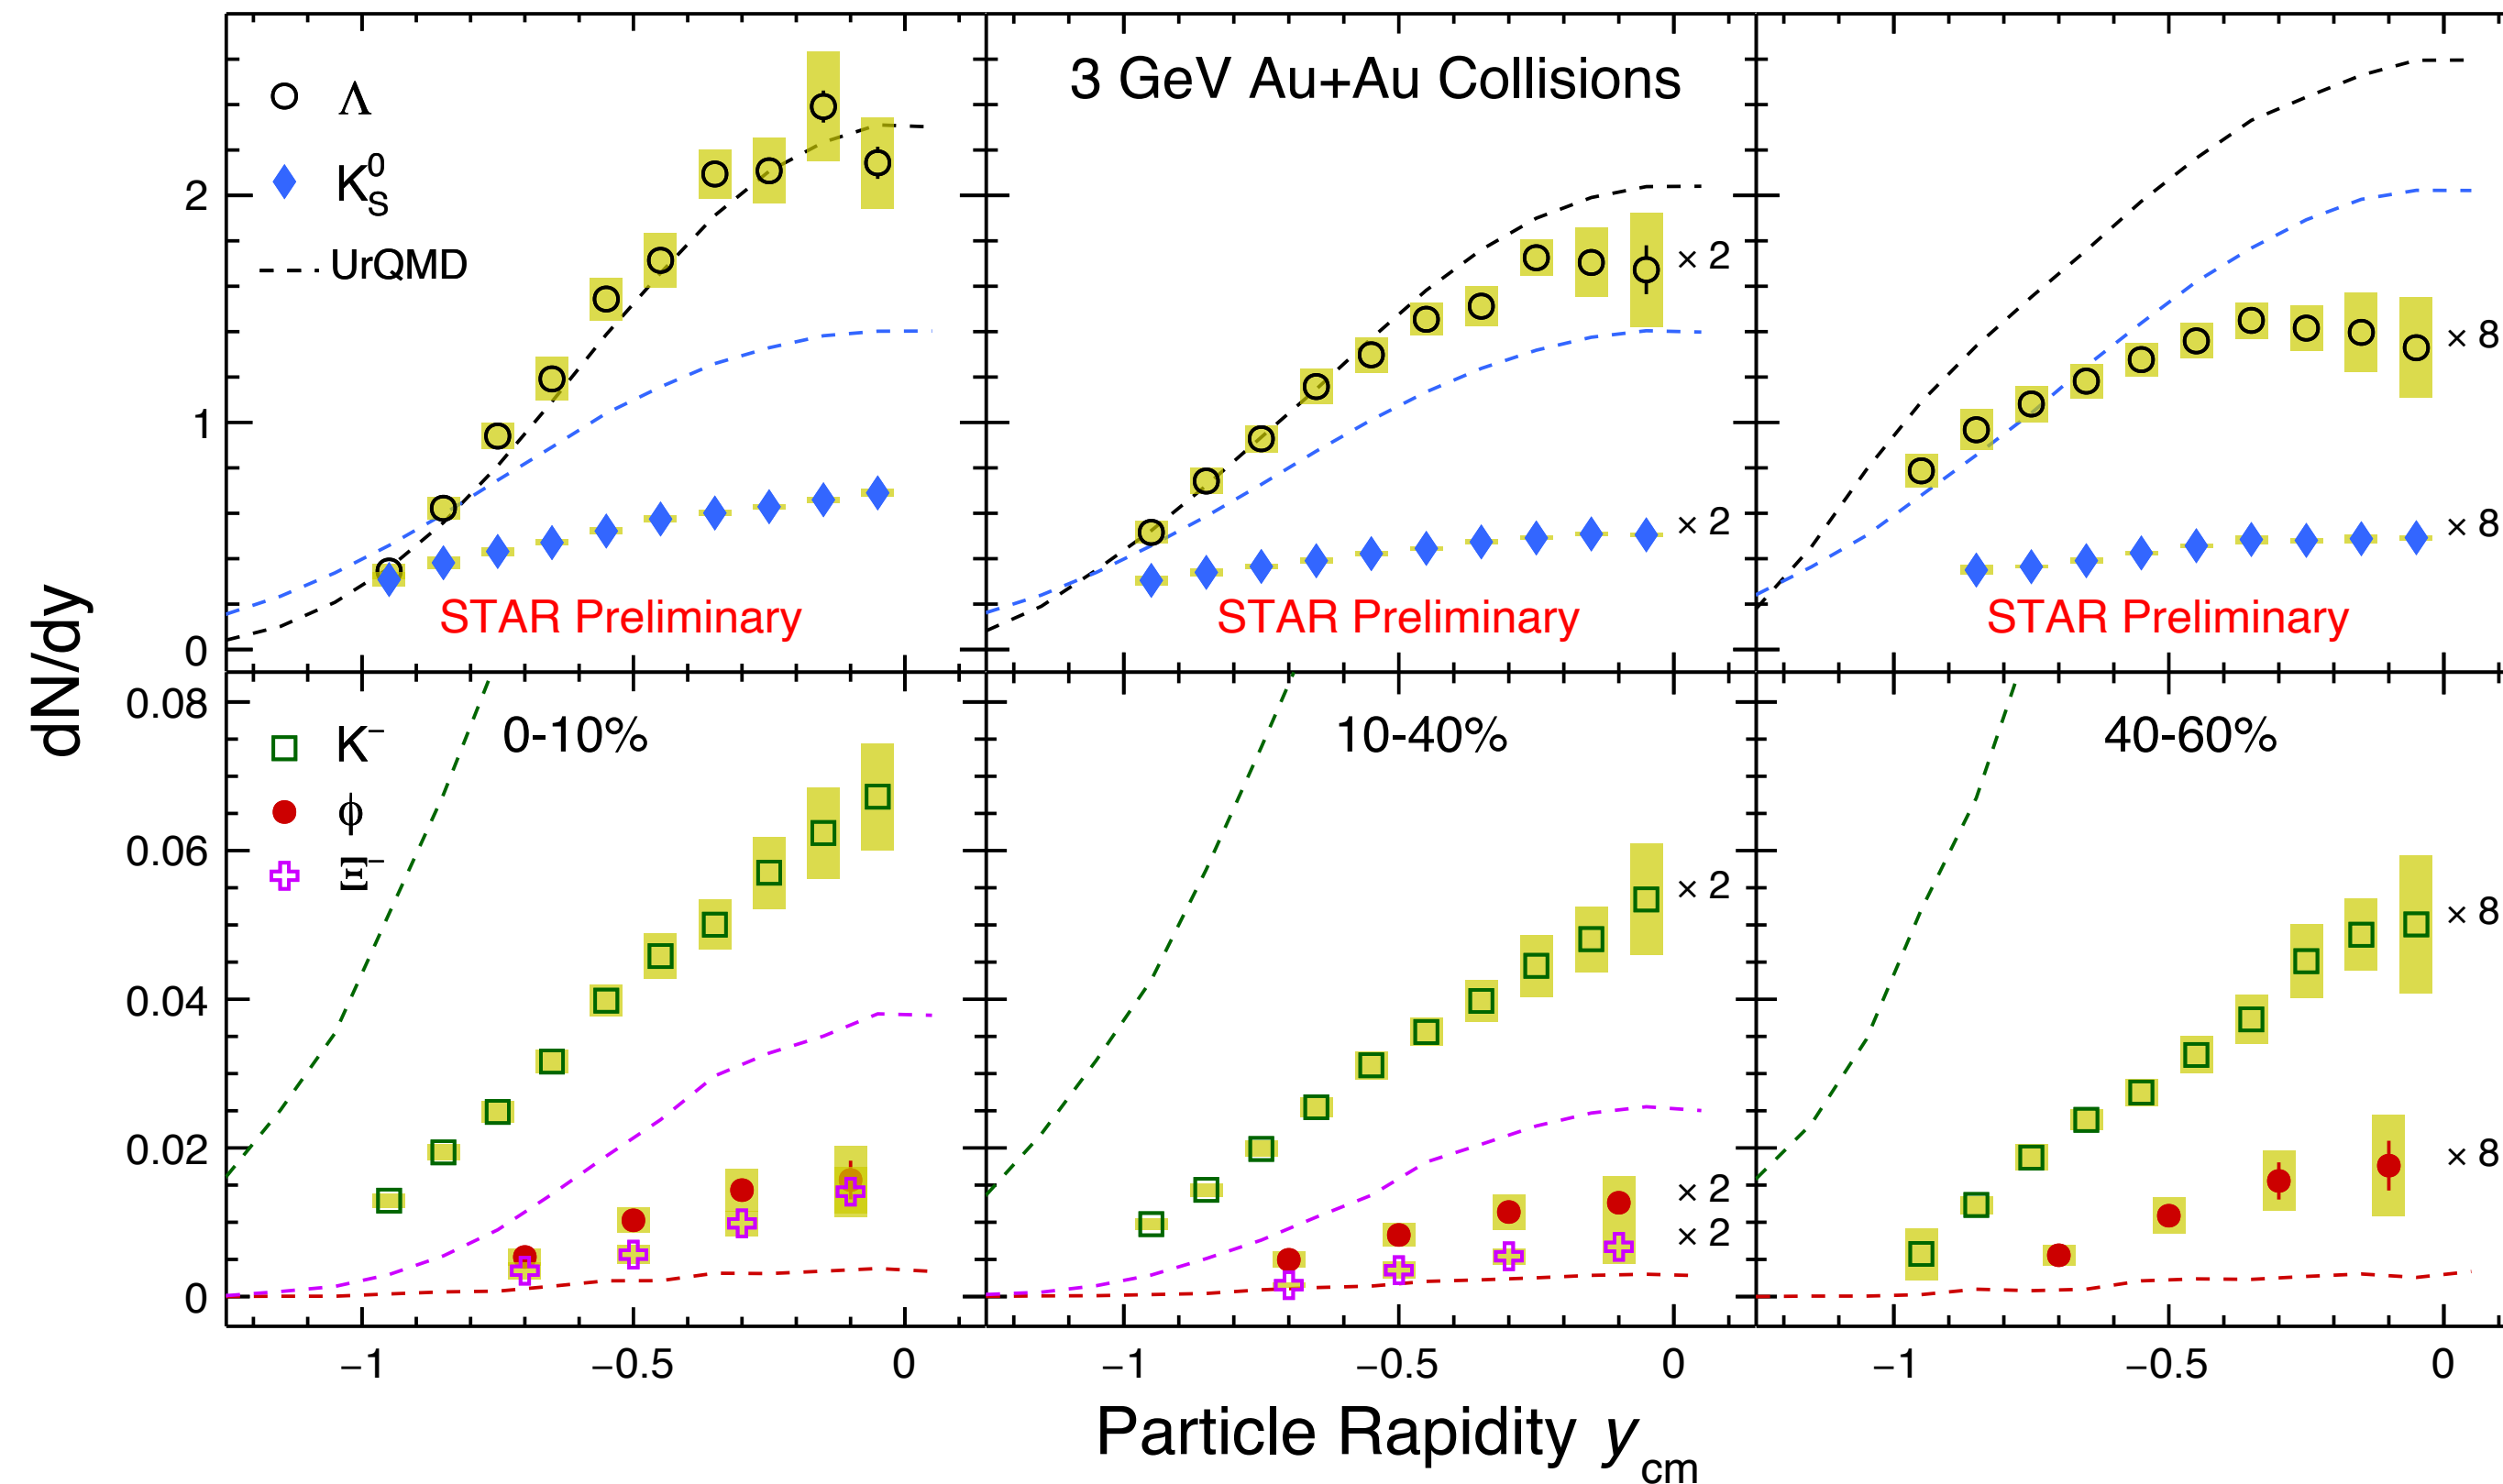 3 GeV Au+Au Collisions
Λ
K⁰S
UrQMD
× 2
× 2
× 8
× 8
STAR Preliminary
STAR Preliminary
STAR Preliminary
2
1
0
dN/dy
0-10%
10-40%
40-60%
K⁻
ϕ
Ξ⁻
× 2
× 2
× 2
× 8
× 8
0.08
0.06
0.04
0.02
0
−1 −0.5 0
−1 −0.5 0
−1 −0.5 0
Particle Rapidity y cm